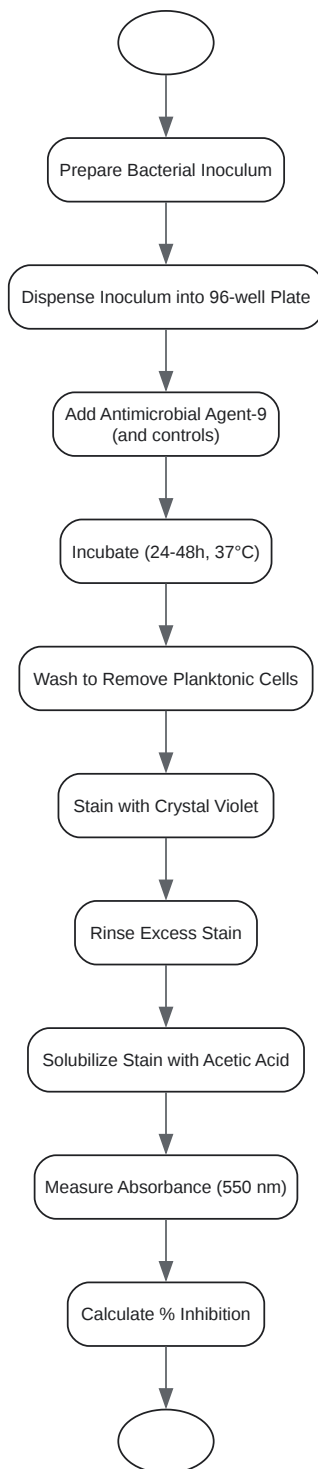 Prepare Bacterial Inoculum
Dispense Inoculum into 96-well Plate
Add Antimicrobial Agent-9
(and controls)
Incubate (24-48h, 37°C)
Wash to Remove Planktonic Cells
Stain with Crystal Violet
Rinse Excess Stain
Solubilize Stain with Acetic Acid
Measure Absorbance (550 nm)
Calculate % Inhibition